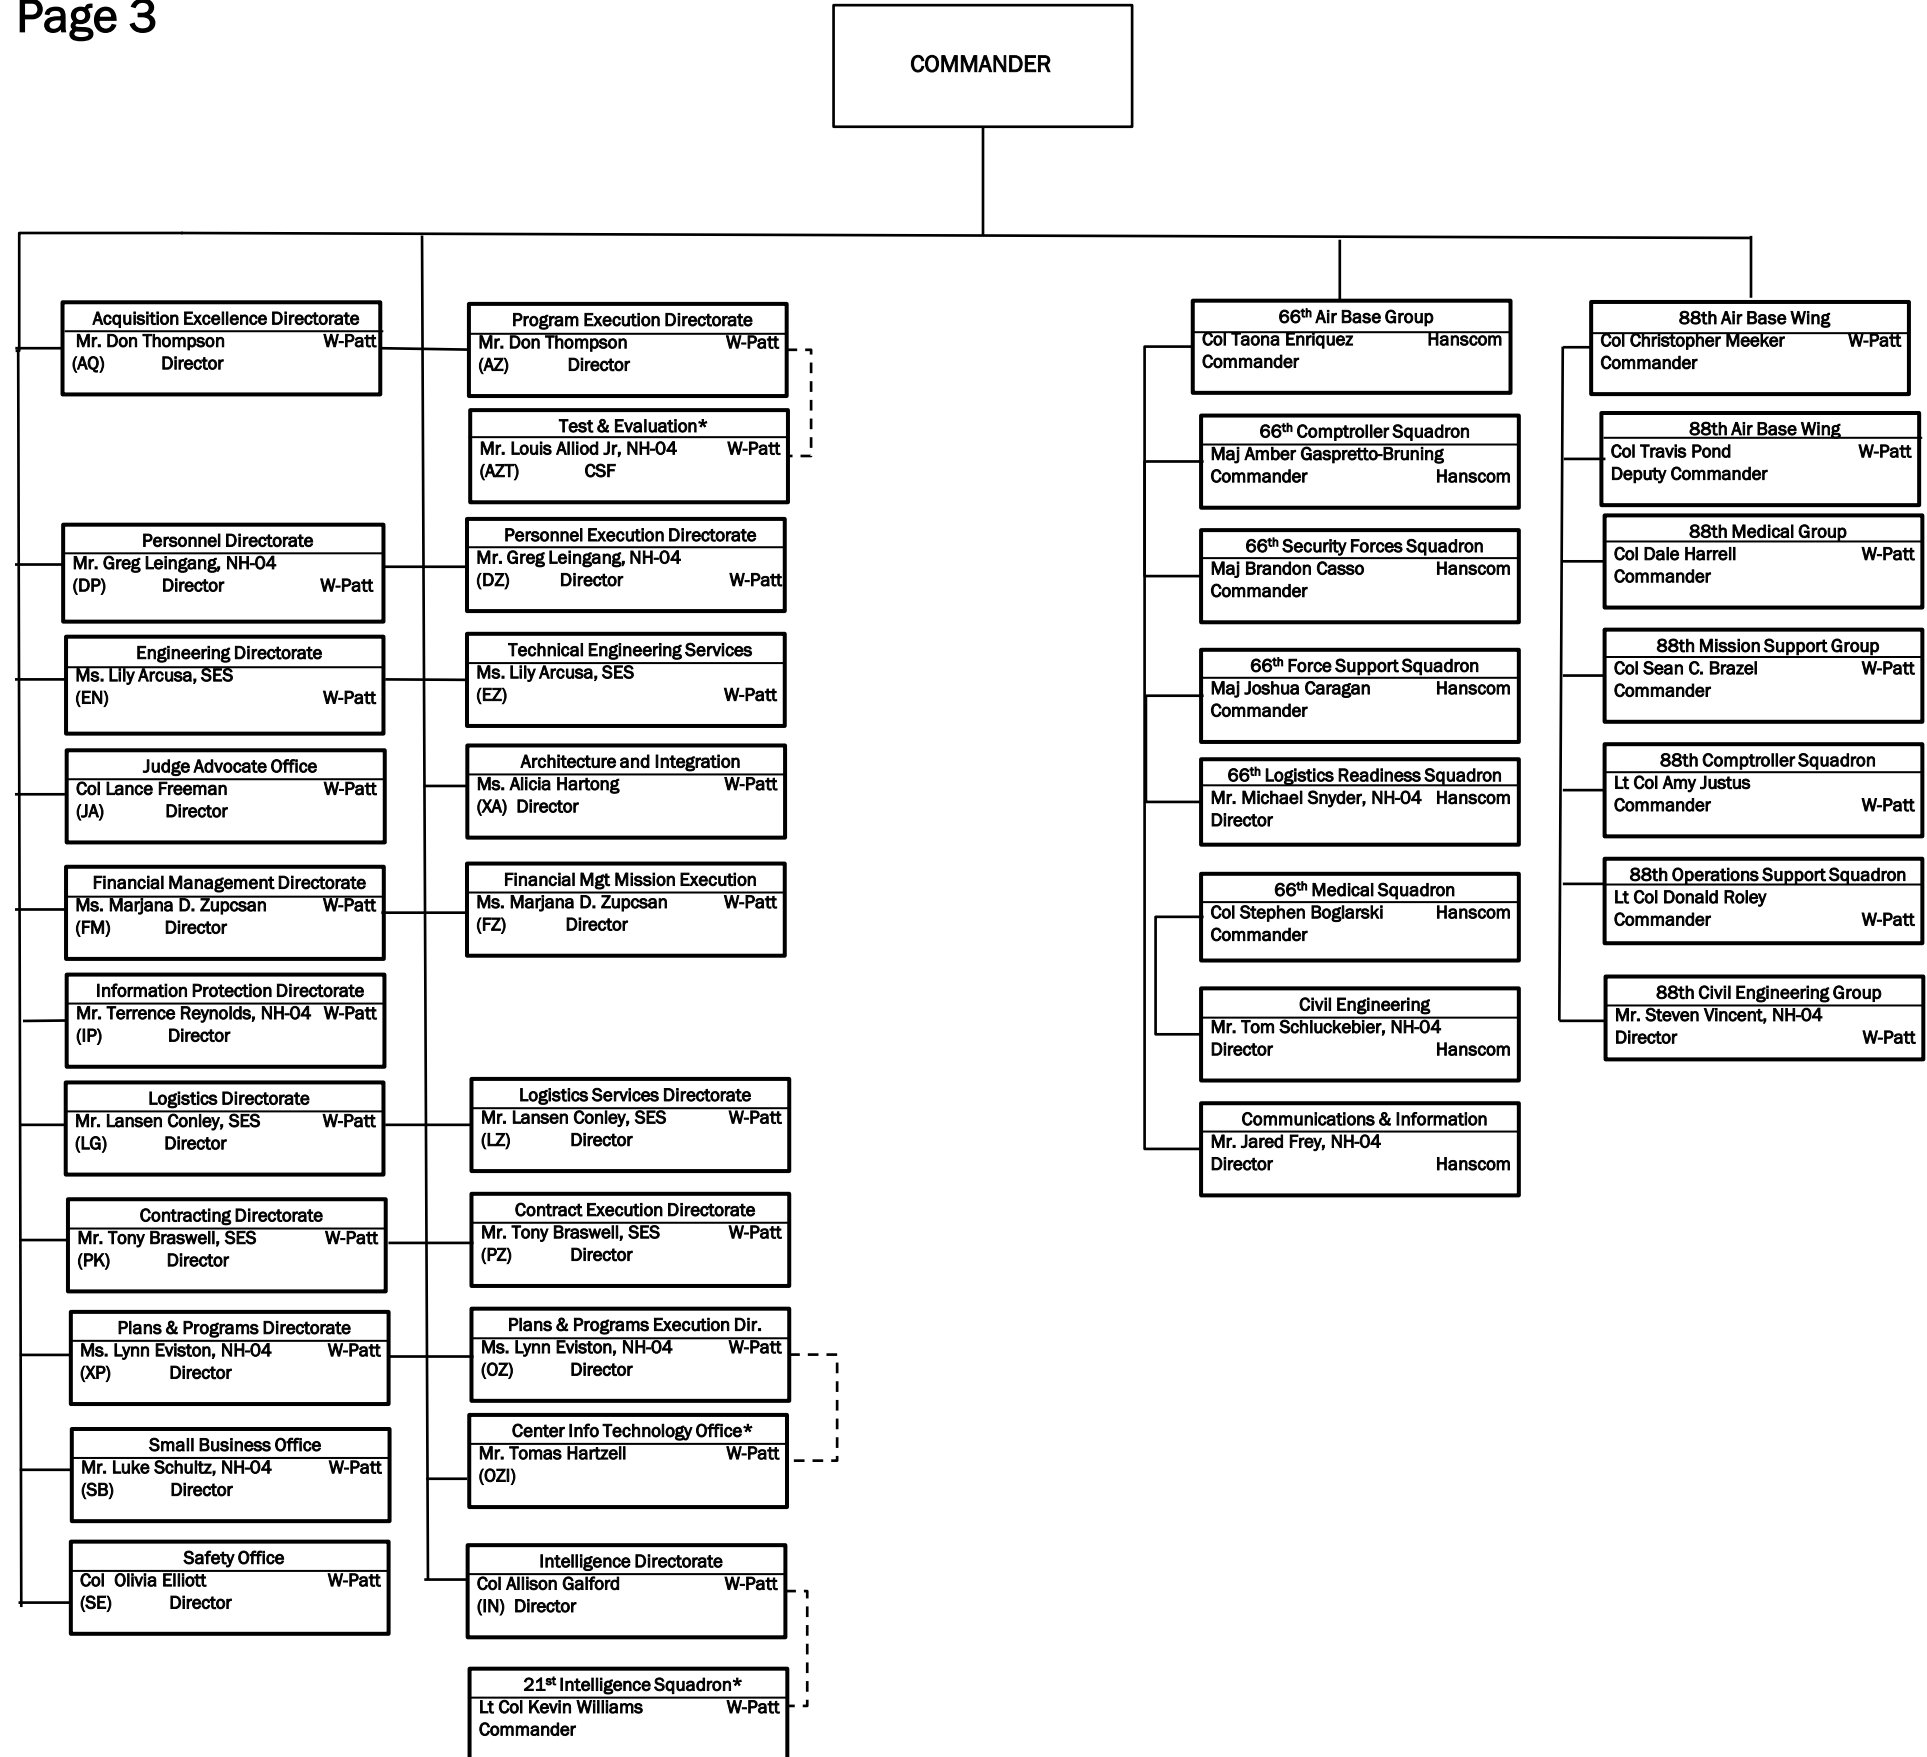 Page 3
COMMANDER
Acquisition Excellence Directorate
Mr. Don Thompson W-Patt
(AQ) Director
Personnel Directorate
Mr. Greg Leingang, NH-04
(DP) Director W-Patt
Engineering Directorate
Ms. Lily Arcusa, SES
(EN) W-Patt
Judge Advocate Office
Col Lance Freeman W-Patt
(JA) Director
Financial Management Directorate
Ms. Marjana D. Zupcsan W-Patt
(FM) Director
Information Protection Directorate
Mr. Terrence Reynolds, NH-04 W-Patt
(IP) Director
Logistics Directorate
Mr. Lansen Conley, SES W-Patt
(LG) Director
Contracting Directorate
Mr. Tony Braswell, SES W-Patt
(PK) Director
Plans & Programs Directorate
Ms. Lynn Eviston, NH-04 W-Patt
(XP) Director
Small Business Office
Mr. Luke Schultz, NH-04 W-Patt
(SB) Director
Safety Office
Col Olivia Elliott W-Patt
(SE) Director
Program Execution Directorate
Mr. Don Thompson W-Patt
(AZ) Director
Test & Evaluation*
Mr. Louis Alliod Jr, NH-04 W-Patt
(AZT) CSF
Personnel Execution Directorate
Mr. Greg Leingang, NH-04
(DZ) Director W-Patt
Technical Engineering Services
Ms. Lily Arcusa, SES
(EZ) W-Patt
Architecture and Integration
Ms. Alicia Hartong W-Patt
(XA) Director
Financial Mgt Mission Execution
Ms. Marjana D. Zupcsan W-Patt
(FZ) Director
Logistics Services Directorate
Mr. Lansen Conley, SES W-Patt
(LZ) Director
Contract Execution Directorate
Mr. Tony Braswell, SES W-Patt
(PZ) Director
Plans & Programs Execution Dir.
Ms. Lynn Eviston, NH-04 W-Patt
(OZ) Director
Center Info Technology Office*
Mr. Tomas Hartzell W-Patt
(OZI)
Intelligence Directorate
Col Allison Galford W-Patt
(IN) Director
21st Intelligence Squadron*
Lt Col Kevin Williams W-Patt
Commander
66th Air Base Group
Col Taona Enriquez Hanscom
Commander
66th Comptroller Squadron
Maj Amber Gaspretto-Bruning
Commander Hanscom
66th Security Forces Squadron
Maj Brandon Casso Hanscom
Commander
66th Force Support Squadron
Maj Joshua Caragan Hanscom
Commander
66th Logistics Readiness Squadron
Mr. Michael Snyder, NH-04 Hanscom
Director
66th Medical Squadron
Col Stephen Boglarski Hanscom
Commander
Civil Engineering
Mr. Tom Schluckebier, NH-04
Director Hanscom
Communications & Information
Mr. Jared Frey, NH-04
Director Hanscom
88th Air Base Wing
Col Christopher Meeker W-Patt
Commander
88th Air Base Wing
Col Travis Pond W-Patt
Deputy Commander
88th Medical Group
Col Dale Harrell W-Patt
Commander
88th Mission Support Group
Col Sean C. Brazel W-Patt
Commander
88th Comptroller Squadron
Lt Col Amy Justus
Commander W-Patt
88th Operations Support Squadron
Lt Col Donald Roley
Commander W-Patt
88th Civil Engineering Group
Mr. Steven Vincent, NH-04
Director W-Patt